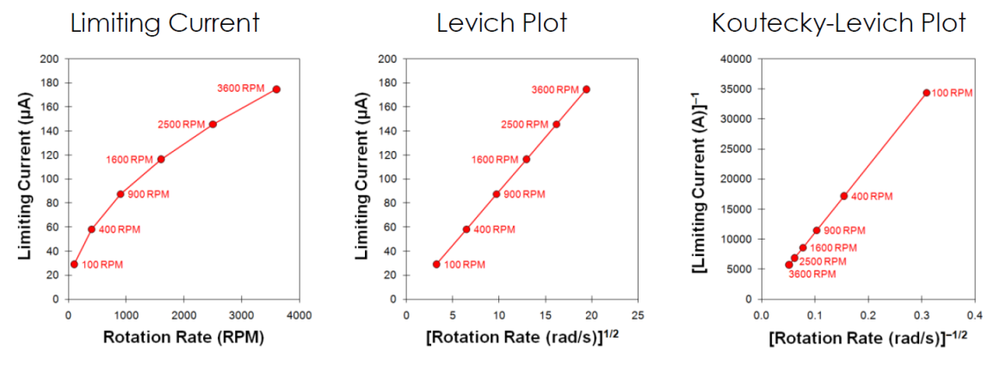 Limiting Current
200
180
160
140
120
100
80
60
40
20
0
Limiting Current (µA)
3600 RPM
2500 RPM
1600 RPM
900 RPM
400 RPM
100 RPM
0
1000
2000
3000
4000
Rotation Rate (RPM)
Levich Plot
200
180
160
140
120
100
80
60
40
20
0
Limiting Current (µA)
3600 RPM
2500 RPM
1600 RPM
900 RPM
400 RPM
100 RPM
0
5
10
15
20
25
[Rotation Rate (rad/s)]¹/²
Koutecky-Levich Plot
40000
35000
30000
25000
20000
15000
10000
5000
0
[Limiting Current (A)]⁻¹
100 RPM
400 RPM
900 RPM
1600 RPM
2500 RPM
3600 RPM
0.0
0.1
0.2
0.3
0.4
[Rotation Rate (rad/s)]⁻¹/²